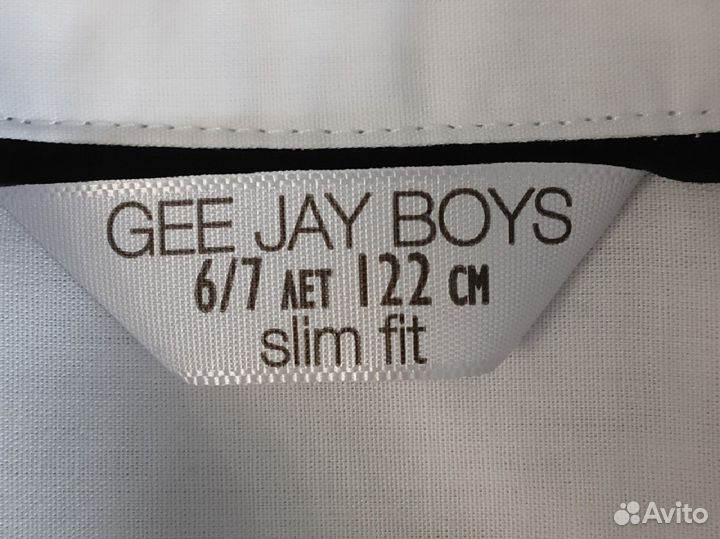 GEE JAY BOYS
6/7 ЛЕТ 122 СМ
slim fit
Avito